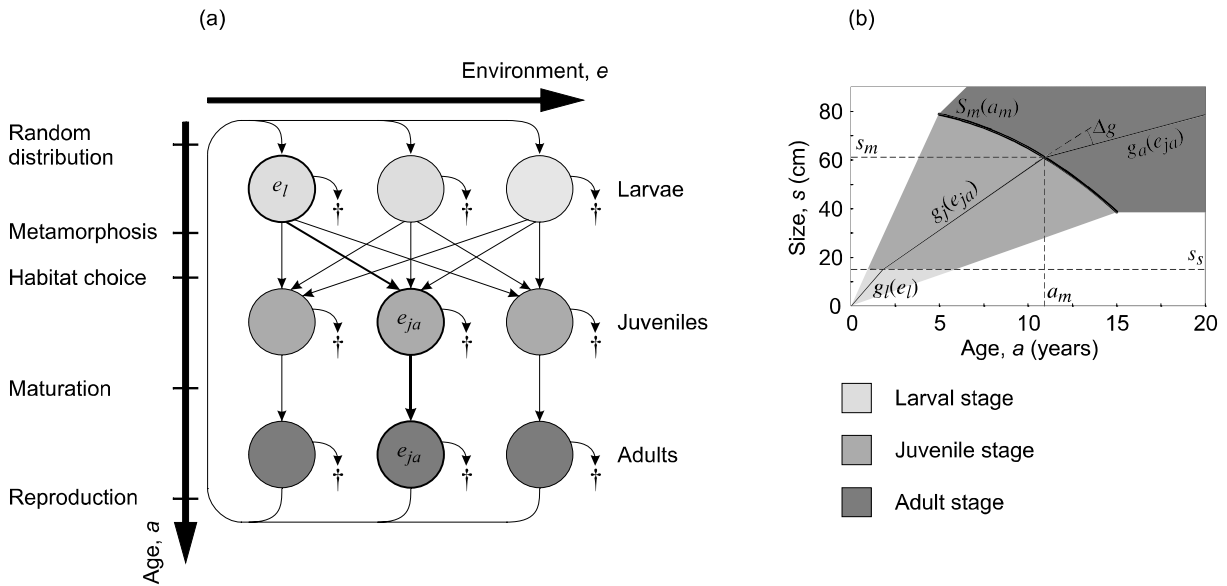 (a)
Environment, e
Random
distribution
Metamorphosis
Habitat choice
Maturation
Reproduction
Age, a
e_l
†
†
†
Larvae
e_ja
†
†
†
Juveniles
e_ja
†
†
†
Adults
(b)
Size, s (cm)
80
60
40
20
0
S_m(a_m)
Δg
s_m
g_a(e_ja)
g_j(e_ja)
s_s
g_l(e_l)
a_m
0
5
10
15
20
Age, a (years)
Larval stage
Juvenile stage
Adult stage